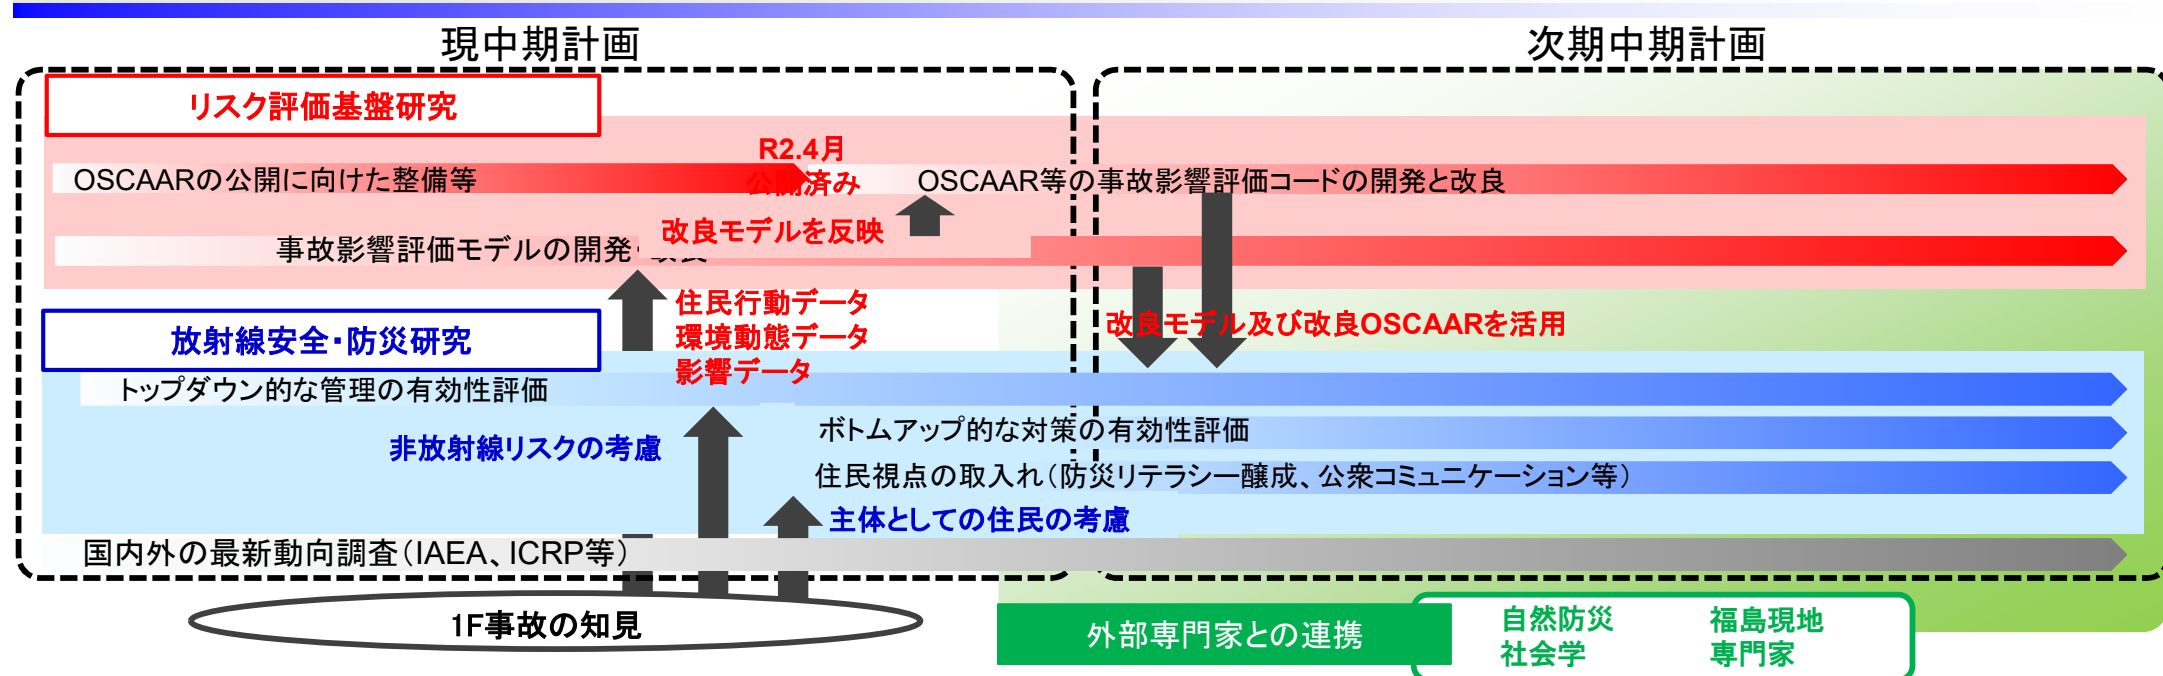 現中期計画
次期中期計画
リスク評価基盤研究
R2.4月
公開済み
OSCAARの公開に向けた整備等
OSCAAR等の事故影響評価コードの開発と改良
改良モデルを反映
事故影響評価モデルの開発・改良
住民行動データ
環境動態データ
影響データ
改良モデル及び改良OSCAARを活用
放射線安全・防災研究
トップダウン的な管理の有効性評価
ボトムアップ的な対策の有効性評価
非放射線リスクの考慮
住民視点の取入れ（防災リテラシー醸成、公衆コミュニケーション等）
主体としての住民の考慮
国内外の最新動向調査（IAEA、ICRP等）
1F事故の知見
外部専門家との連携
自然防災
社会学
福島現地
専門家